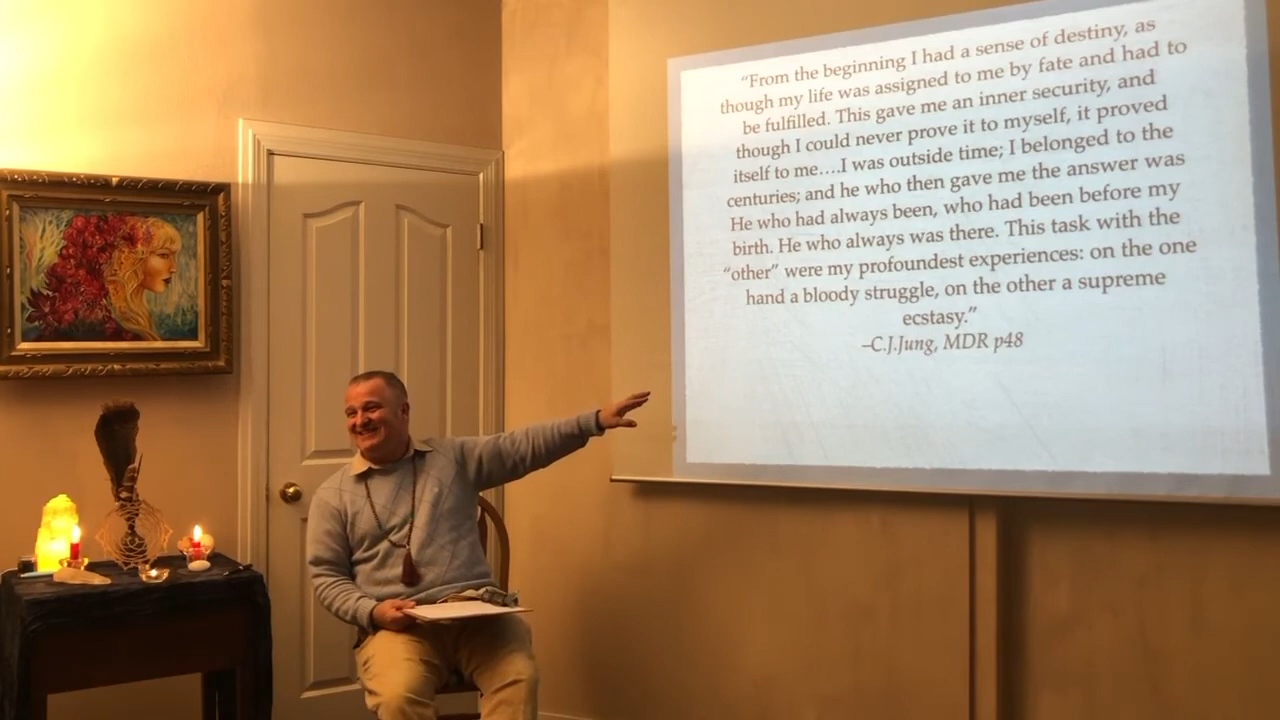 “From the beginning I had a sense of destiny, as
though my life was assigned to me by fate and had to
be fulfilled. This gave me an inner security, and
though I could never prove it to myself, it proved
itself to me….I was outside time; I belonged to the
centuries; and he who then gave me the answer was
He who had always been, who had been before my
birth. He who always was there. This task with the
“other” were my profoundest experiences: on the one
hand a bloody struggle, on the other a supreme
ecstasy.”
–C.J.Jung, MDR p48